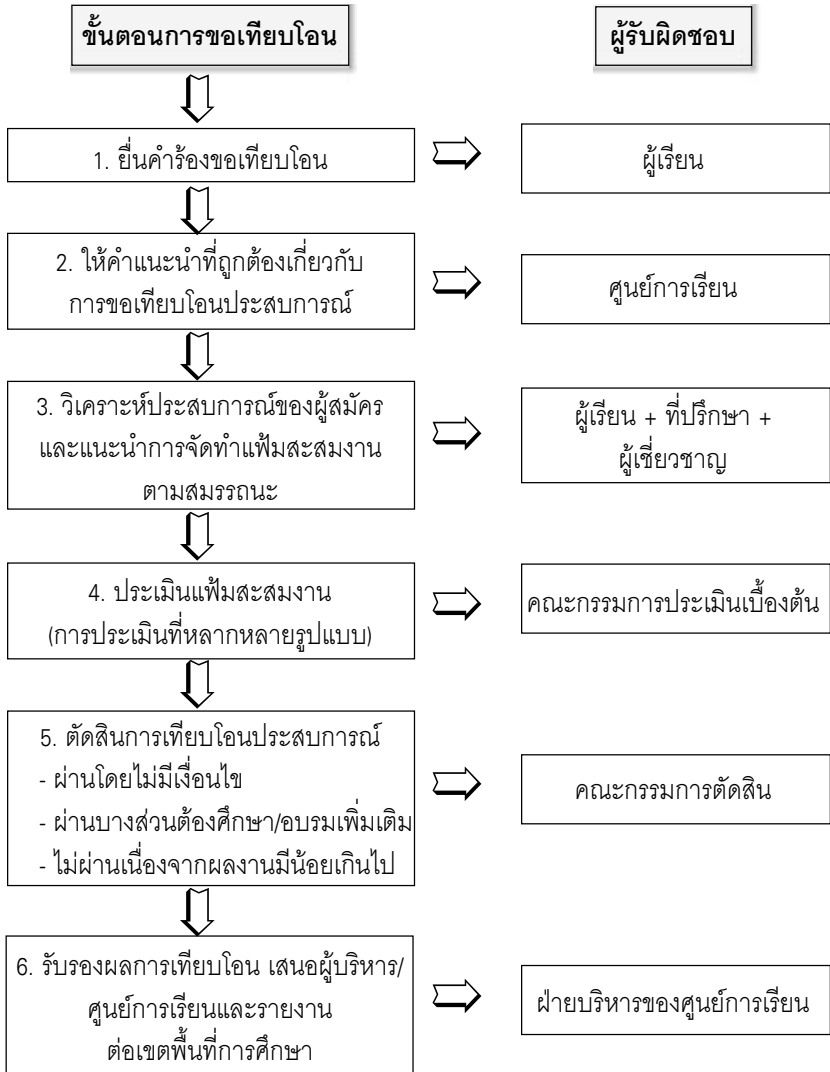 ขั้นตอนการขอเทียบโอน
ผู้รับผิดชอบ
1. ยื่นคำร้องขอเทียบโอน
ผู้เรียน
2. ให้คำแนะนำที่ถูกต้องเกี่ยวกับ
การขอเทียบโอนประสบการณ์
ศูนย์การเรียน
3. วิเคราะห์ประสบการณ์ของผู้สมัคร
และแนะนำการจัดทำแฟ้มสะสมงาน
ตามสมรรถนะ
ผู้เรียน + ที่ปรึกษา +
ผู้เชี่ยวชาญ
4. ประเมินแฟ้มสะสมงาน
(การประเมินที่หลากหลายรูปแบบ)
คณะกรรมการประเมินเบื้องต้น
5. ตัดสินการเทียบโอนประสบการณ์
- ผ่านโดยไม่มีเงื่อนไข
- ผ่านบางส่วนต้องศึกษา/อบรมเพิ่มเติม
- ไม่ผ่านเนื่องจากผลงานมีน้อยเกินไป
คณะกรรมการตัดสิน
6. รับรองผลการเทียบโอน เสนอผู้บริหาร/
ศูนย์การเรียนและรายงาน
ต่อเขตพื้นที่การศึกษา
ฝ่ายบริหารของศูนย์การเรียน